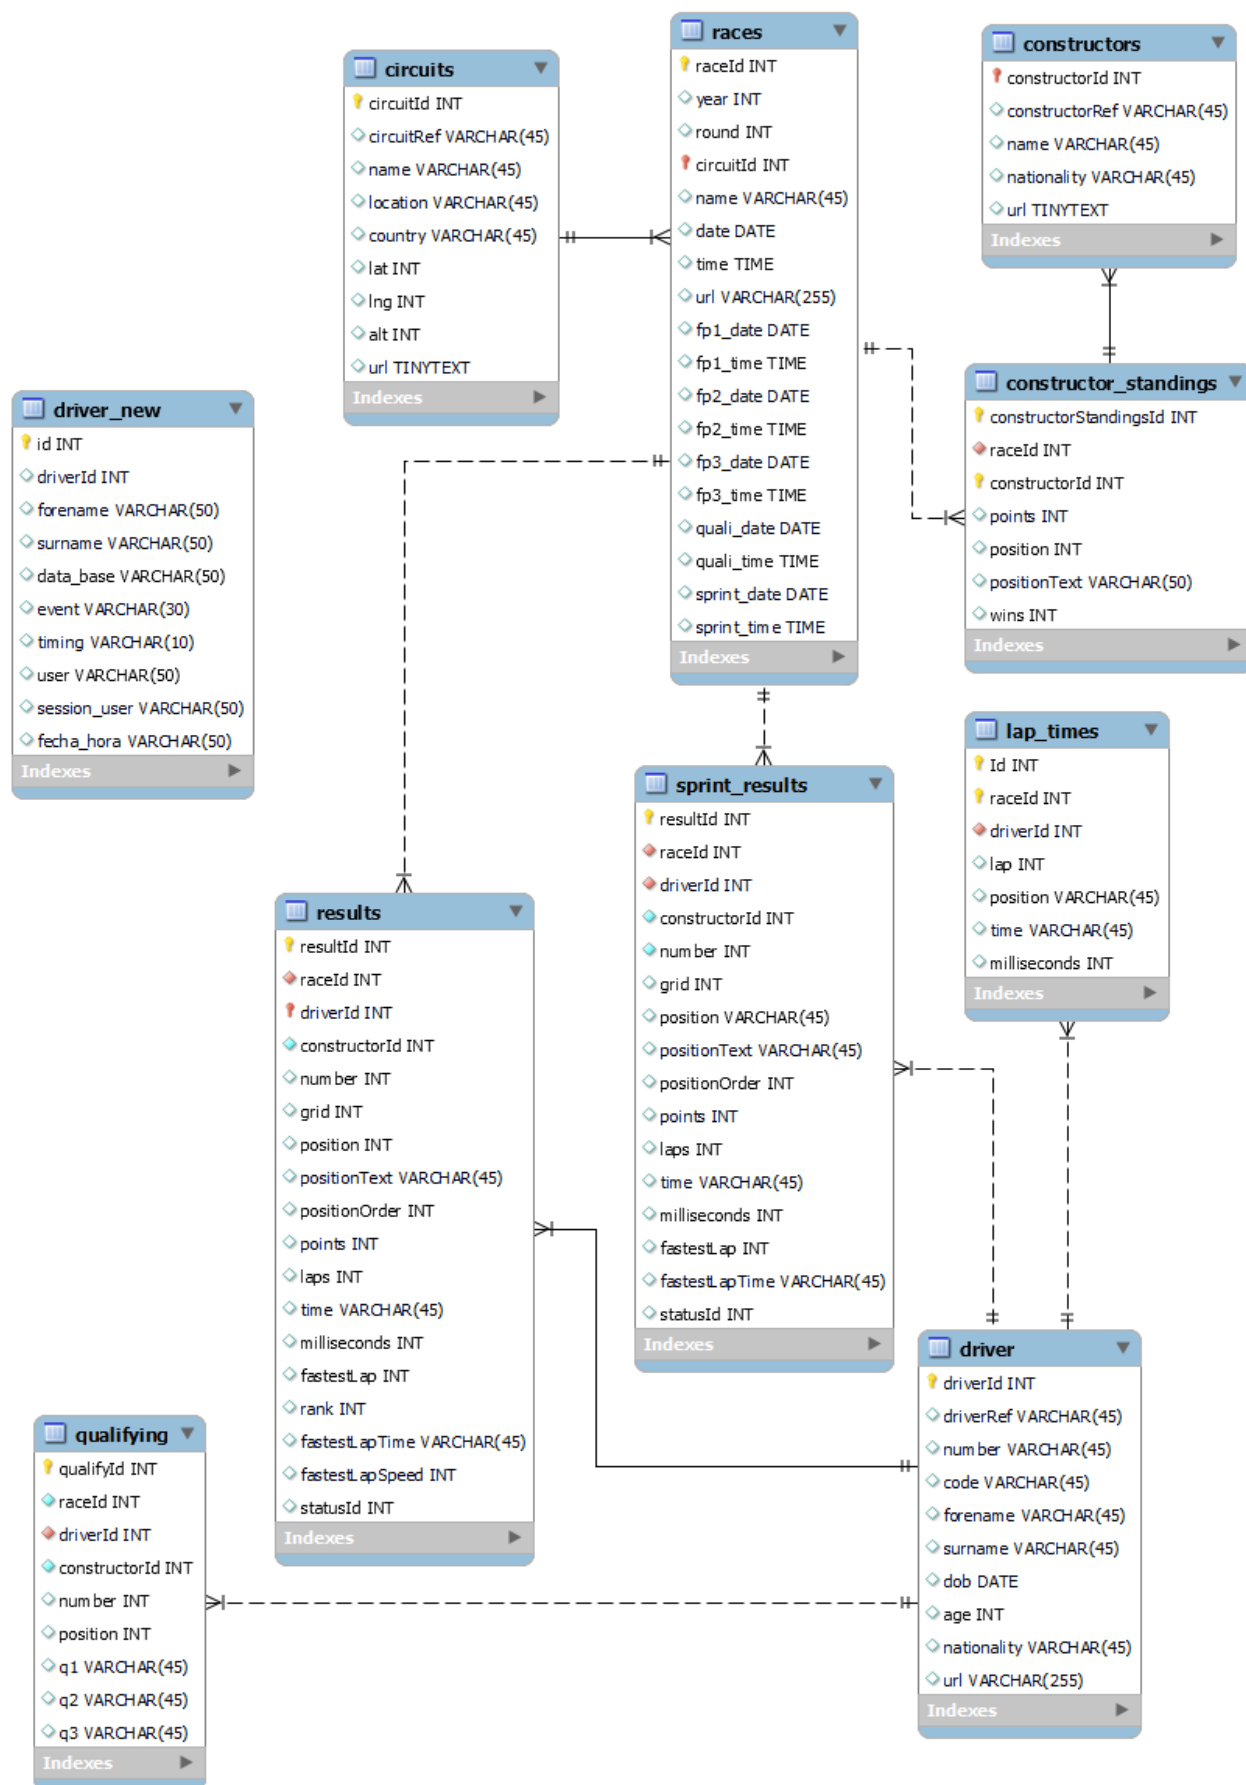 races
raceId INT
year INT
round INT
circuitId INT
name VARCHAR(45)
date DATE
time TIME
url VARCHAR(255)
fp1_date DATE
fp1_time TIME
fp2_date DATE
fp2_time TIME
fp3_date DATE
fp3_time TIME
quali_date DATE
quali_time TIME
sprint_date DATE
sprint_time TIME
Indexes
constructors
constructorId INT
constructorRef VARCHAR(45)
name VARCHAR(45)
nationality VARCHAR(45)
url TINYTEXT
Indexes
circuits
circuitId INT
circuitRef VARCHAR(45)
name VARCHAR(45)
location VARCHAR(45)
country VARCHAR(45)
lat INT
lng INT
alt INT
url TINYTEXT
Indexes
constructor_standings
constructorStandingsId INT
raceId INT
constructorId INT
points INT
position INT
positionText VARCHAR(50)
wins INT
Indexes
driver_new
id INT
driverId INT
forename VARCHAR(50)
surname VARCHAR(50)
data_base VARCHAR(50)
event VARCHAR(30)
timing VARCHAR(10)
user VARCHAR(50)
session_user VARCHAR(50)
fecha_hora VARCHAR(50)
Indexes
lap_times
Id INT
raceId INT
driverId INT
lap INT
position VARCHAR(45)
time VARCHAR(45)
milliseconds INT
Indexes
sprint_results
resultId INT
raceId INT
driverId INT
constructorId INT
number INT
grid INT
position VARCHAR(45)
positionText VARCHAR(45)
positionOrder INT
points INT
laps INT
time VARCHAR(45)
milliseconds INT
fastestLap INT
fastestLapTime VARCHAR(45)
statusId INT
Indexes
results
resultId INT
raceId INT
driverId INT
constructorId INT
number INT
grid INT
position INT
positionText VARCHAR(45)
positionOrder INT
points INT
laps INT
time VARCHAR(45)
milliseconds INT
fastestLap INT
rank INT
fastestLapTime VARCHAR(45)
fastestLapSpeed INT
statusId INT
Indexes
driver
driverId INT
driverRef VARCHAR(45)
number VARCHAR(45)
code VARCHAR(45)
forename VARCHAR(45)
surname VARCHAR(45)
dob DATE
age INT
nationality VARCHAR(45)
url VARCHAR(255)
Indexes
qualifying
qualifyId INT
raceId INT
driverId INT
constructorId INT
number INT
position INT
q1 VARCHAR(45)
q2 VARCHAR(45)
q3 VARCHAR(45)
Indexes